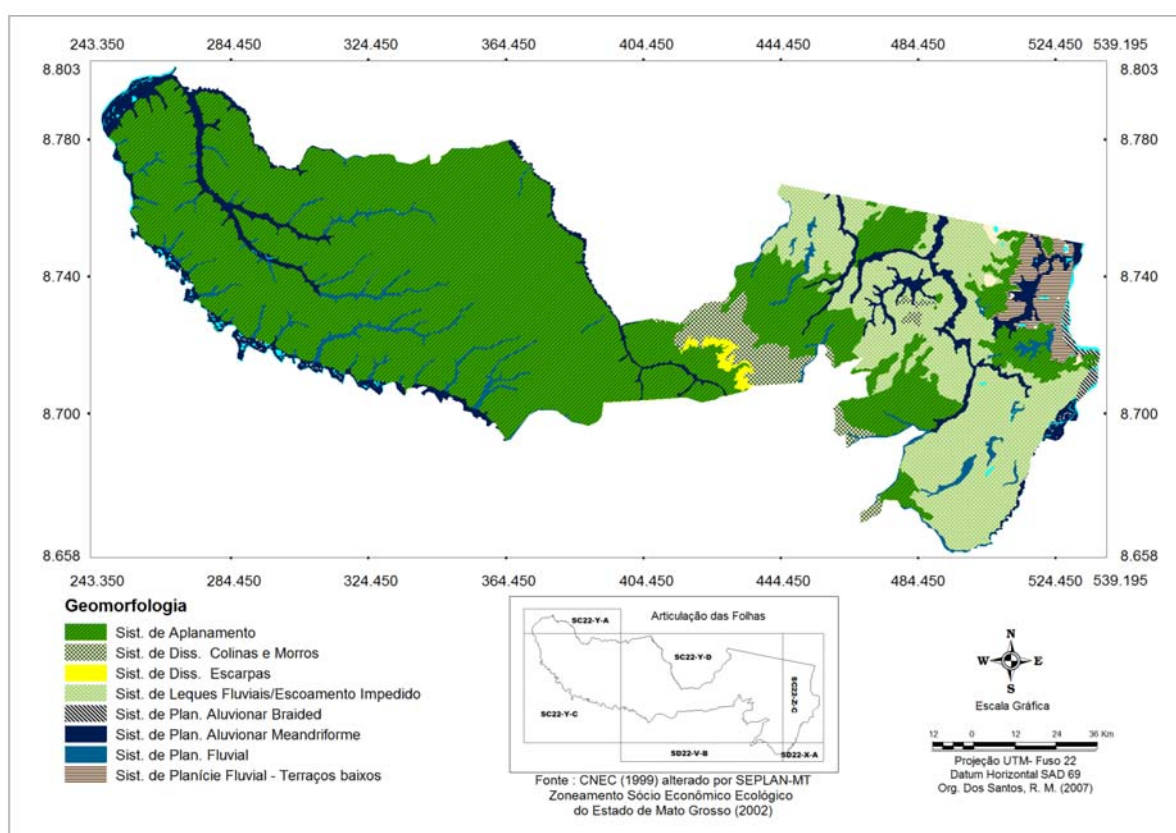 243.350 284.450 324.450 364.450 404.450 444.450 484.450 524.450 539.195
8.803 8.803
8.780 8.780
8.740 8.740
8.700 8.700
8.658 8.658
243.350 284.450 324.450 364.450 404.450 444.450 484.450 524.450 539.195
Geomorfologia
Sist. de Aplanamento
Sist. de Diss. Colinas e Morros
Sist. de Diss. Escarpas
Sist. de Leques Fluviais/Escoamento Impedido
Sist. de Plan. Aluvionar Braided
Sist. de Plan. Aluvionar Meandriforme
Sist. de Plan. Fluvial
Sist. de Planície Fluvial - Terraços baixos
Articulação das Folhas
SC22-Y-A
SC22-Y-D
SC22-Z-C
SC22-Y-C
SD22-V-B
SD22-X-A
Fonte : CNEC (1999) alterado por SEPLAN-MT
Zoneamento Sócio Econômico Ecológico
do Estado de Mato Grosso (2002)
N
W E
S
Escala Gráfica
12 0 12 24 36 Km
Projeção UTM- Fuso 22
Datum Horizontal SAD 69
Org. Dos Santos, R. M. (2007)